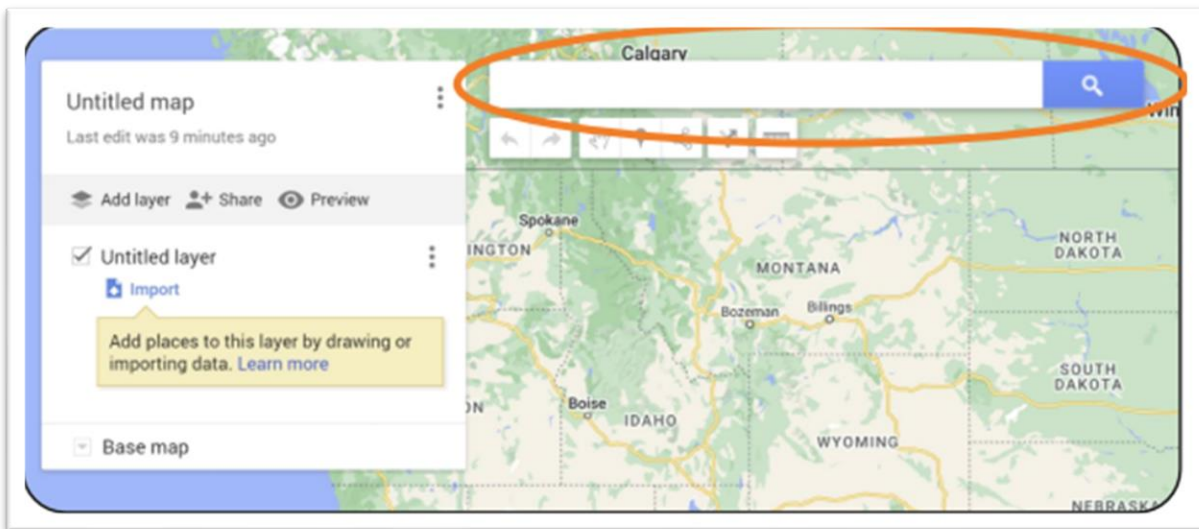 Calgary
Untitled map
Last edit was 9 minutes ago
Win
Add layer Share Preview
Spokane
Untitled layer
INGTON
NORTH
DAKOTA
Import
MONTANA
Bozeman
Billings
Add places to this layer by drawing or
importing data. Learn more
SOUTH
DAKOTA
ON
Boise
IDAHO
WYOMING
Base map
NEBRASKA